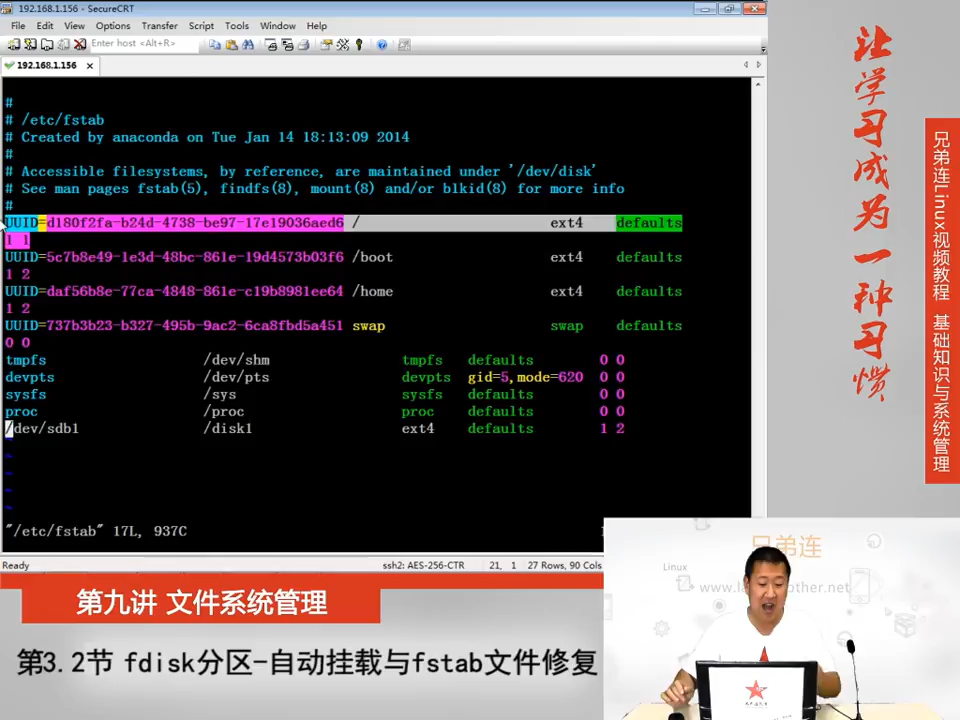 192.168.1.156 - SecureCRT
File Edit View Options Transfer Script Tools Window Help
Enter host <Alt+R>
192.168.1.156
#
# /etc/fstab
# Created by anaconda on Tue Jan 14 18:13:09 2014
#
# Accessible filesystems, by reference, are maintained under '/dev/disk'
# See man pages fstab(5), findfs(8), mount(8) and/or blkid(8) for more info
#
UUID=d180f2fa-b24d-4738-be97-17e19036aed6 / ext4 defaults
1 1
UUID=5c7b8e49-1e3d-48bc-861e-19d4573b03f6 /boot ext4 defaults
1 2
UUID=daf56b8e-77ca-4848-861e-c19b8981ee64 /home ext4 defaults
1 2
UUID=737b3b23-b327-495b-9ac2-6ca8fbd5a451 swap swap defaults
0 0
tmpfs /dev/shm tmpfs defaults 0 0
devpts /dev/pts devpts gid=5,mode=620 0 0
sysfs /sys sysfs defaults 0 0
proc /proc proc defaults 0 0
/dev/sdb1 /disk1 ext4 defaults 1 2
~
~
~
~
"/etc/fstab" 17L, 937C
Ready ssh2: AES-256-CTR 21, 1 27 Rows, 90 Cols
让学习成为一种习惯
兄弟连Linux视频教程 基础知识与系统管理
兄弟连
Linux
第九讲 文件系统管理
第3.2节 fdisk分区-自动挂载与fstab文件修复